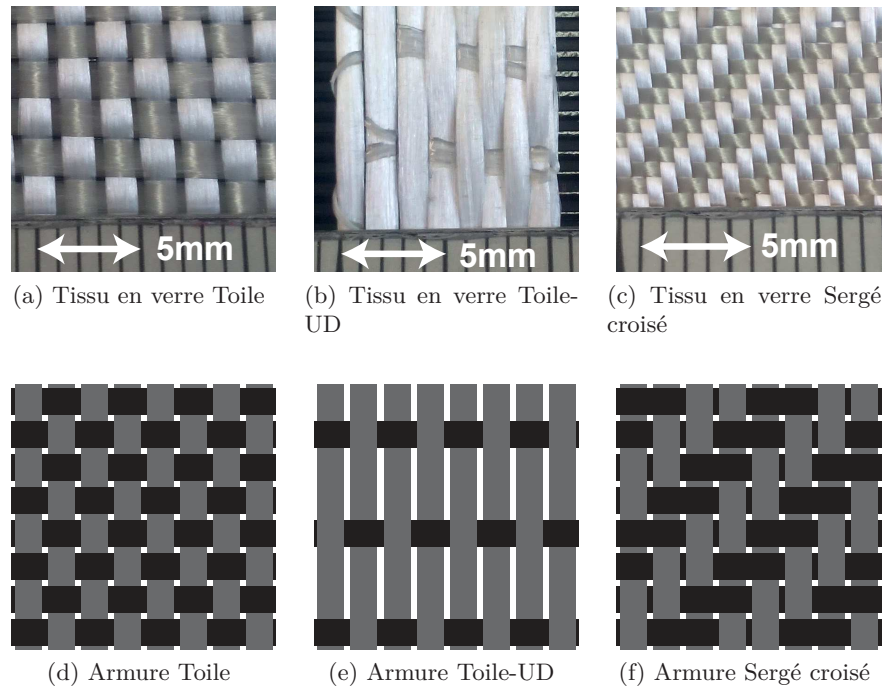 5mm
5mm
5mm
(a) Tissu en verre Toile
(b) Tissu en verre Toile-
UD
(c) Tissu en verre Sergé
croisé
(d) Armure Toile
(e) Armure Toile-UD
(f) Armure Sergé croisé